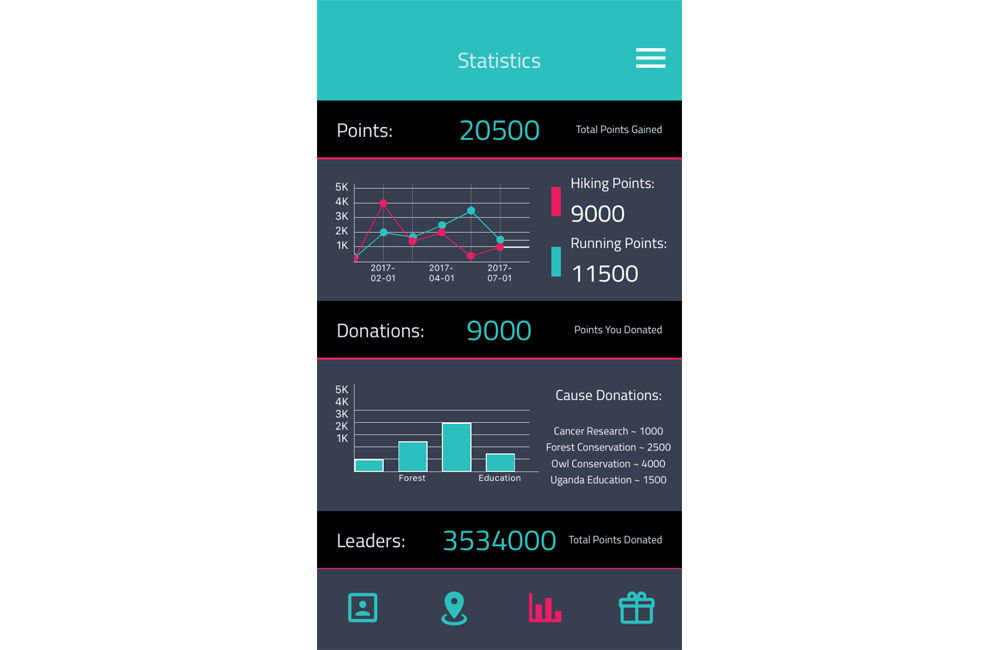 Statistics
Points: 20500 Total Points Gained
5K
4K
3K
2K
1K
2017-
02-01
2017-
04-01
2017-
07-01
Hiking Points:
9000
Running Points:
11500
Donations: 9000 Points You Donated
5K
4K
3K
2K
1K
Forest Education
Cause Donations:
Cancer Research ~ 1000
Forest Conservation ~ 2500
Owl Conservation ~ 4000
Uganda Education ~ 1500
Leaders: 3534000 Total Points Donated